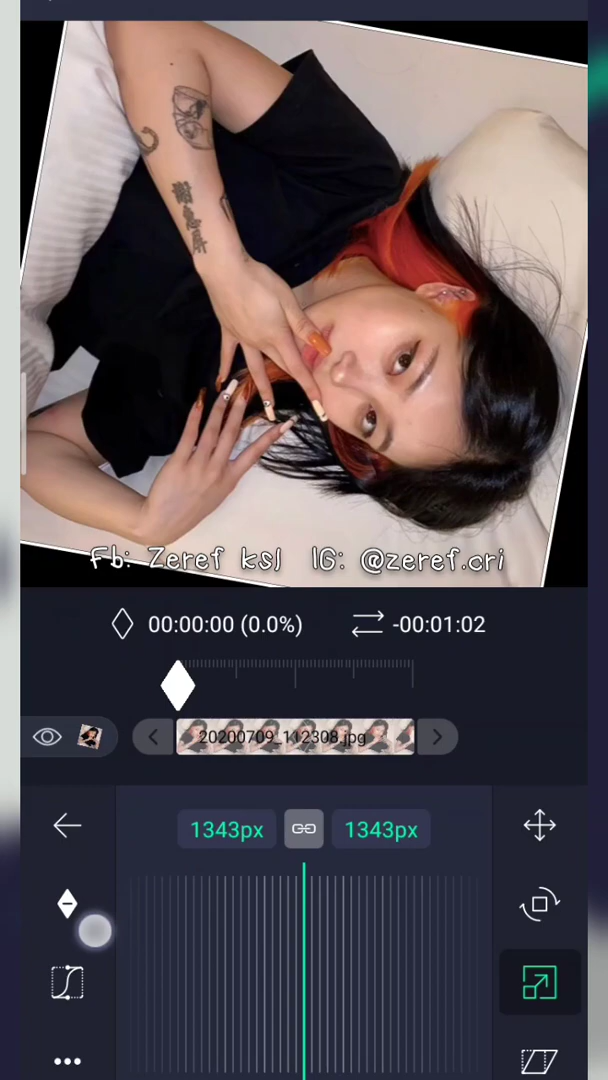 Fb: Zeref ksl IG: @zeref.cri
00:00:00 (0.0%) -00:01:02
20200709_112308.jpg
1343px 1343px